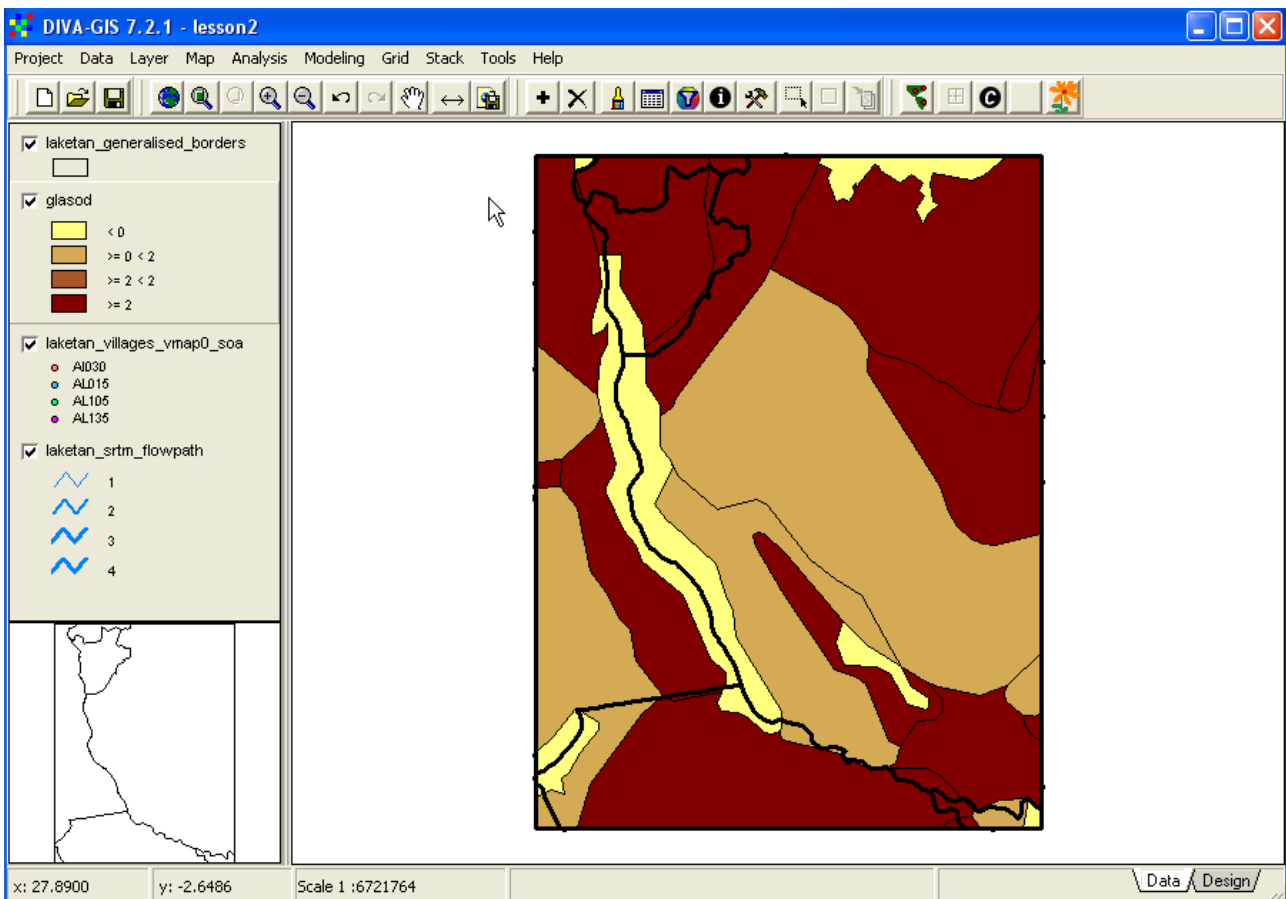 DIVA-GIS 7.2.1 - lesson2
Project Data Layer Map Analysis Modeling Grid Stack Tools Help
laketan_generalised_borders
glasod
< 0
>= 0 < 2
>= 2 < 2
>= 2
laketan_villages_vmap0_soa
AI030
AL015
AL105
AL135
laketan_srtm_flowpath
1
2
3
4
x: 27.8900 y: -2.6486 Scale 1 :6721764 Data Design